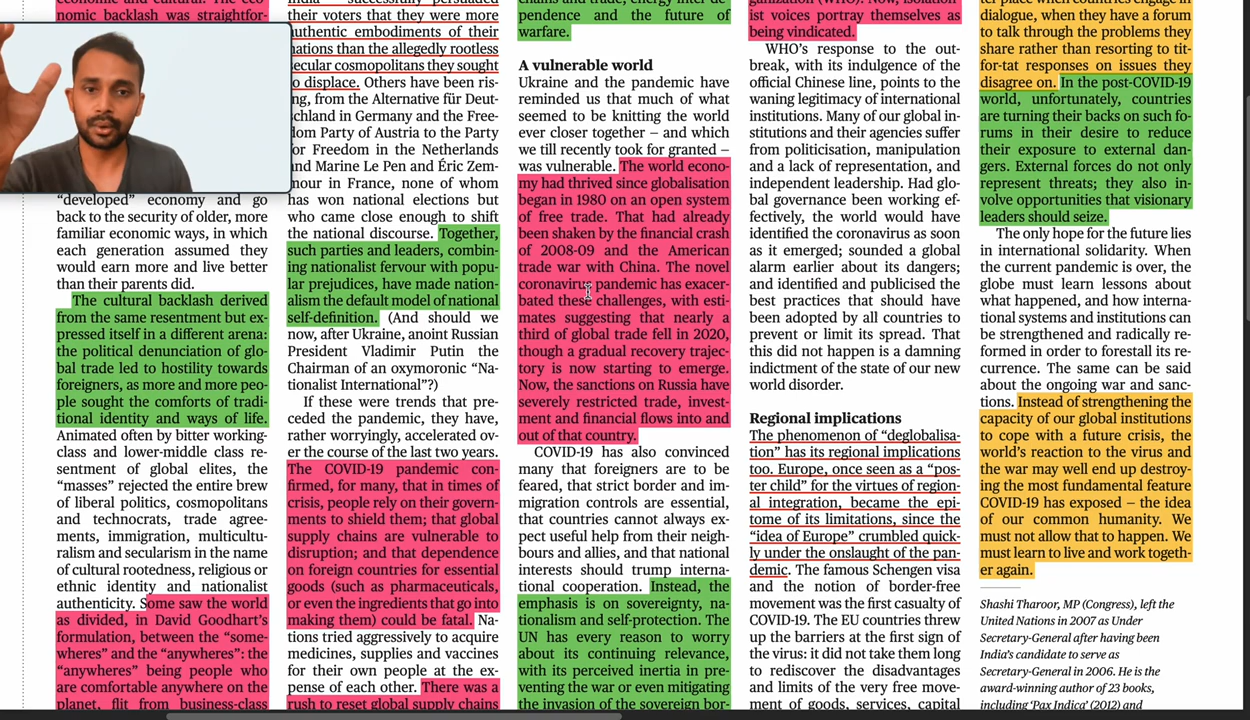 economic and cultural. The eco-
nomic backlash was straightfor-
"developed" economy and go
back to the security of older, more
familiar economic ways, in which
each generation assumed they
would earn more and live better
than their parents did.
The cultural backlash derived
from the same resentment but ex-
pressed itself in a different arena:
the political denunciation of glo-
bal trade led to hostility towards
foreigners, as more and more peo-
ple sought the comforts of tradi-
tional identity and ways of life.
Animated often by bitter working-
class and lower-middle class re-
sentment of global elites, the
"masses" rejected the entire brew
of liberal politics, cosmopolitans
and technocrats, trade agree-
ments, immigration, multicultu-
ralism and secularism in the name
of cultural rootedness, religious or
ethnic identity and nationalist
authenticity. Some saw the world
as divided, in David Goodhart's
formulation, between the "some-
wheres" and the "anywheres": the
"anywheres" being people who
are comfortable anywhere on the
planet, flit from business-class
India — successfully persuaded
their voters that they were more
authentic embodiments of their
nations than the allegedly rootless
secular cosmopolitans they sought
to displace. Others have been ris-
ing, from the Alternative für Deut-
schland in Germany and the Free-
dom Party of Austria to the Party
for Freedom in the Netherlands
and Marine Le Pen and Éric Zem-
mour in France, none of whom
has won national elections but
who came close enough to shift
the national discourse. Together,
such parties and leaders, combin-
ing nationalist fervour with popu-
lar prejudices, have made nation-
alism the default model of national
self-definition. (And should we
now, after Ukraine, anoint Russian
President Vladimir Putin the
Chairman of an oxymoronic "Na-
tionalist International"?)
If these were trends that pre-
ceded the pandemic, they have,
rather worryingly, accelerated ov-
er the course of the last two years.
The COVID-19 pandemic con-
firmed, for many, that in times of
crisis, people rely on their govern-
ments to shield them; that global
supply chains are vulnerable to
disruption; and that dependence
on foreign countries for essential
goods (such as pharmaceuticals,
or even the ingredients that go into
making them) could be fatal. Na-
tions tried aggressively to acquire
medicines, supplies and vaccines
for their own people at the ex-
pense of each other. There was a
rush to reset global supply chains
chains and trade, energy inter de-
pendence and the future of
warfare.
A vulnerable world
Ukraine and the pandemic have
reminded us that much of what
seemed to be knitting the world
ever closer together — and which
we till recently took for granted —
was vulnerable. The world econo-
my had thrived since globalisation
began in 1980 on an open system
of free trade. That had already
been shaken by the financial crash
of 2008-09 and the American
trade war with China. The novel
coronavirus pandemic has exacer-
bated these challenges, with esti-
mates suggesting that nearly a
third of global trade fell in 2020,
though a gradual recovery trajec-
tory is now starting to emerge.
Now, the sanctions on Russia have
severely restricted trade, invest-
ment and financial flows into and
out of that country.
COVID-19 has also convinced
many that foreigners are to be
feared, that strict border and im-
migration controls are essential,
that countries cannot always ex-
pect useful help from their neigh-
bours and allies, and that national
interests should trump interna-
tional cooperation. Instead, the
emphasis is on sovereignty, na-
tionalism and self-protection. The
UN has every reason to worry
about its continuing relevance,
with its perceived inertia in pre-
venting the war or even mitigating
the invasion of the sovereign bor-
ganization (WHO). Now, isolation-
ist voices portray themselves as
being vindicated.
WHO's response to the out-
break, with its indulgence of the
official Chinese line, points to the
waning legitimacy of international
institutions. Many of our global in-
stitutions and their agencies suffer
from politicisation, manipulation
and a lack of representation, and
independent leadership. Had glo-
bal governance been working ef-
fectively, the world would have
identified the coronavirus as soon
as it emerged; sounded a global
alarm earlier about its dangers;
and identified and publicised the
best practices that should have
been adopted by all countries to
prevent or limit its spread. That
this did not happen is a damning
indictment of the state of our new
world disorder.
Regional implications
The phenomenon of "deglobalisa-
tion" has its regional implications
too. Europe, once seen as a "pos-
ter child" for the virtues of region-
al integration, became the epi-
tome of its limitations, since the
"idea of Europe" crumbled quick-
ly under the onslaught of the pan-
demic. The famous Schengen visa
and the notion of border-free
movement was the first casualty of
COVID-19. The EU countries threw
up the barriers at the first sign of
the virus: it did not take them long
to rediscover the disadvantages
and limits of the very free move-
ment of goods, services, capital
ter place when countries engage in
dialogue, when they have a forum
to talk through the problems they
share rather than resorting to tit-
for-tat responses on issues they
disagree on. In the post-COVID-19
world, unfortunately, countries
are turning their backs on such fo-
rums in their desire to reduce
their exposure to external dan-
gers. External forces do not only
represent threats; they also in-
volve opportunities that visionary
leaders should seize.
The only hope for the future lies
in international solidarity. When
the current pandemic is over, the
globe must learn lessons about
what happened, and how interna-
tional systems and institutions can
be strengthened and radically re-
formed in order to forestall its re-
currence. The same can be said
about the ongoing war and sanc-
tions. Instead of strengthening the
capacity of our global institutions
to cope with a future crisis, the
world's reaction to the virus and
the war may well end up destroy-
ing the most fundamental feature
COVID-19 has exposed — the idea
of our common humanity. We
must not allow that to happen. We
must learn to live and work togeth-
er again.
Shashi Tharoor, MP (Congress), left the
United Nations in 2007 as Under
Secretary-General after having been
India's candidate to serve as
Secretary-General in 2006. He is the
award-winning author of 23 books,
including 'Pax Indica' (2012) and